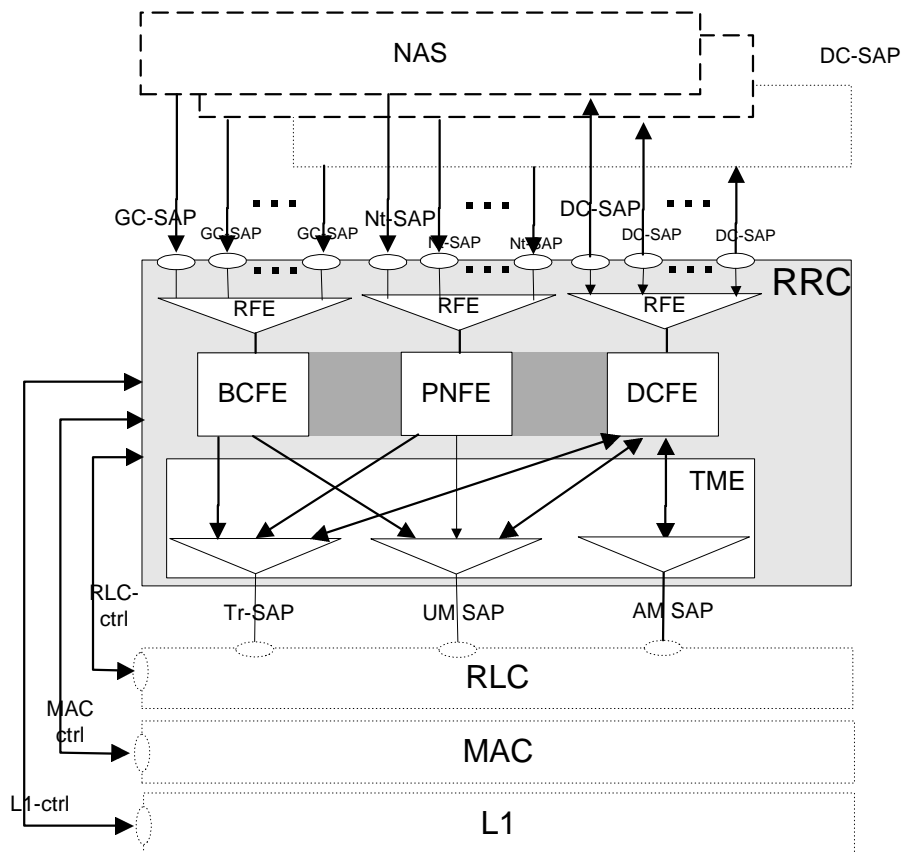 NAS
DC-SAP
GC-SAP
GC-SAP
GC-SAP
Nt-SAP
Nt-SAP
Nt-SAP
DC-SAP
DC-SAP
DC-SAP
RRC
RFE
RFE
RFE
BCFE
PNFE
DCFE
TME
RLC-
ctrl
Tr-SAP
UM SAP
AM SAP
RLC
MAC
ctrl
MAC
L1-ctrl
L1